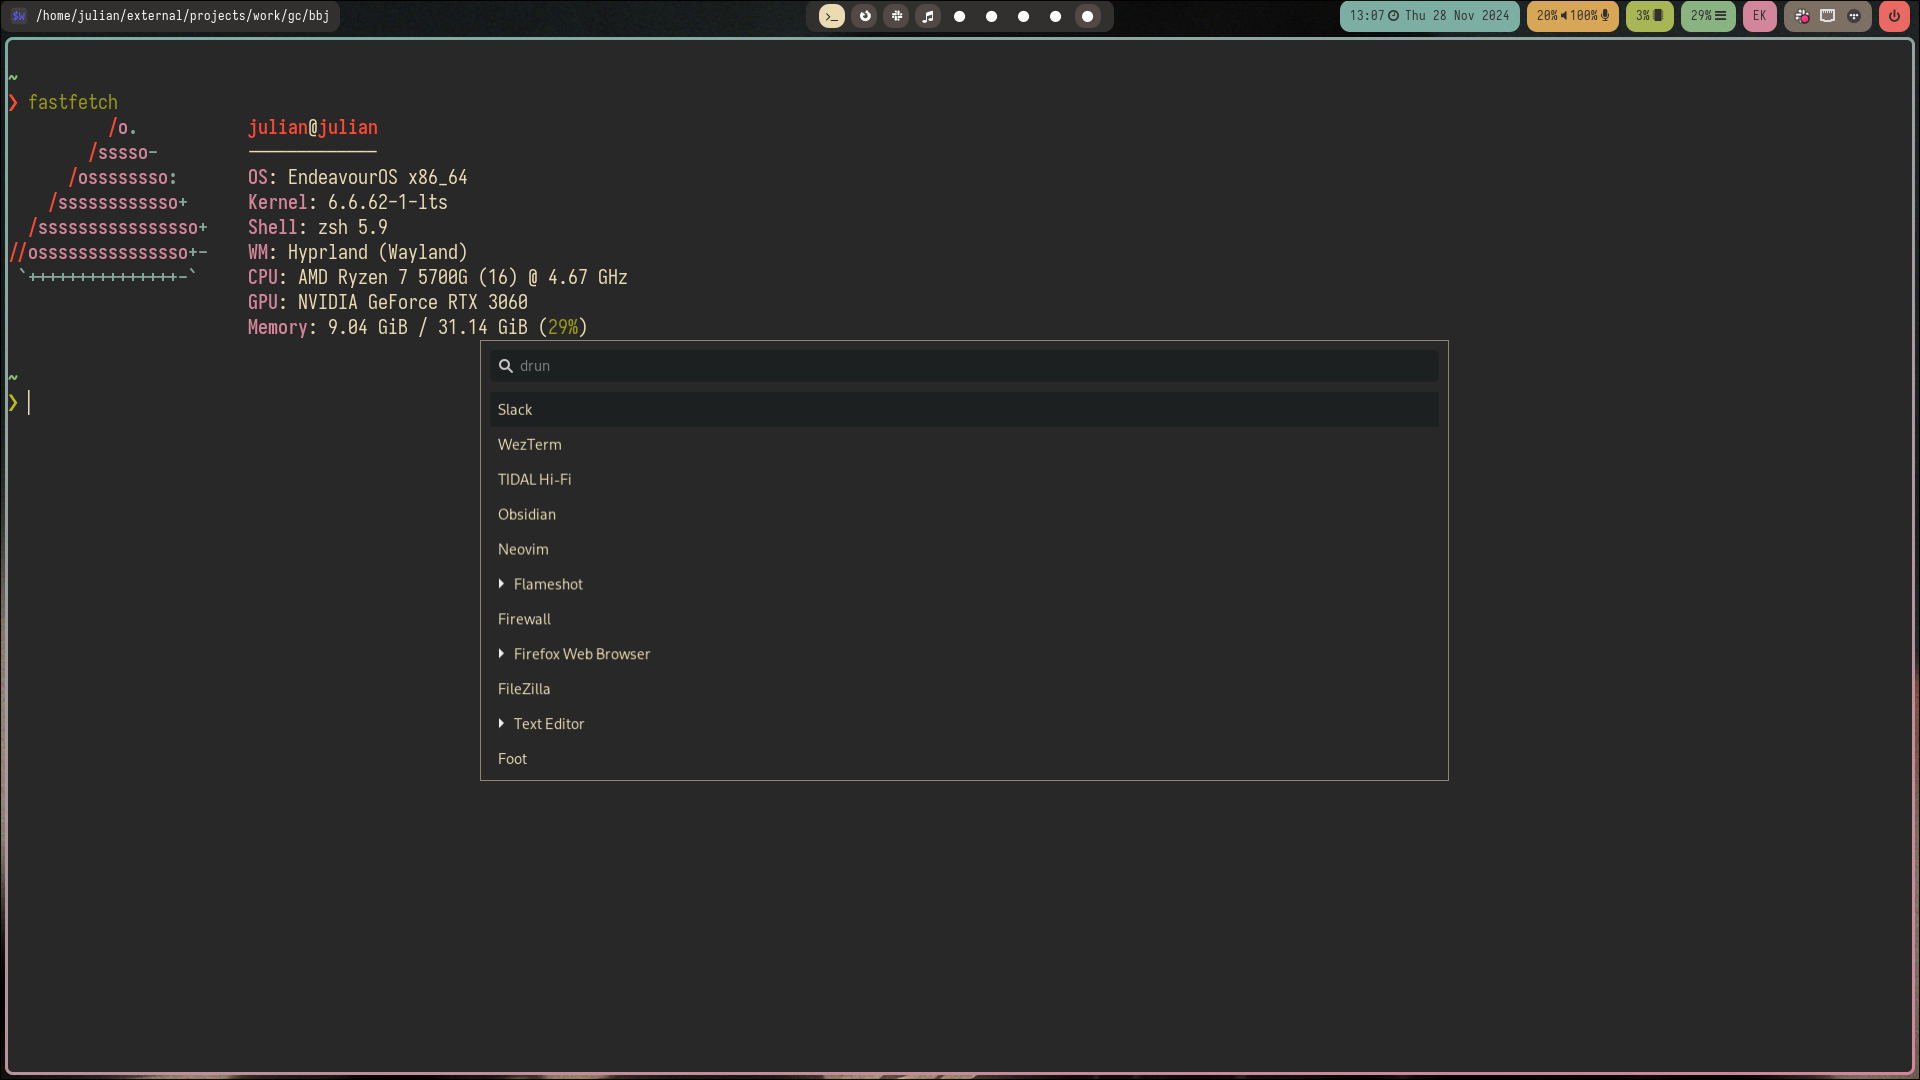 $W /home/julian/external/projects/work/gc/bbj
13:07 Thu 28 Nov 2024 20% 100% 3% 29% EK
~
❯ fastfetch
/o.
/sssso-
/ossssssso:
/ssssssssssso+
/ssssssssssssssso+
//osssssssssssssso+-
`+++++++++++++++-`
julian@julian
-------------
OS: EndeavourOS x86_64
Kernel: 6.6.62-1-lts
Shell: zsh 5.9
WM: Hyprland (Wayland)
CPU: AMD Ryzen 7 5700G (16) @ 4.67 GHz
GPU: NVIDIA GeForce RTX 3060
Memory: 9.04 GiB / 31.14 GiB (29%)
~
❯
drun
Slack
WezTerm
TIDAL Hi-Fi
Obsidian
Neovim
Flameshot
Firewall
Firefox Web Browser
FileZilla
Text Editor
Foot